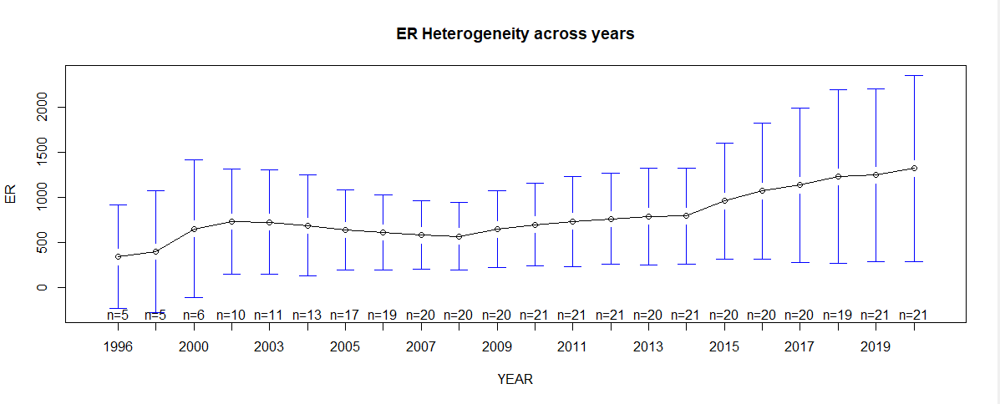 ER Heterogeneity across years
ER
2000
1500
1000
500
0
n=5 n=5 n=6 n=10 n=11 n=13 n=17 n=19 n=20 n=20 n=20 n=21 n=21 n=21 n=20 n=21 n=20 n=20 n=20 n=19 n=21 n=21
1996 2000 2003 2005 2007 2009 2011 2013 2015 2017 2019
YEAR